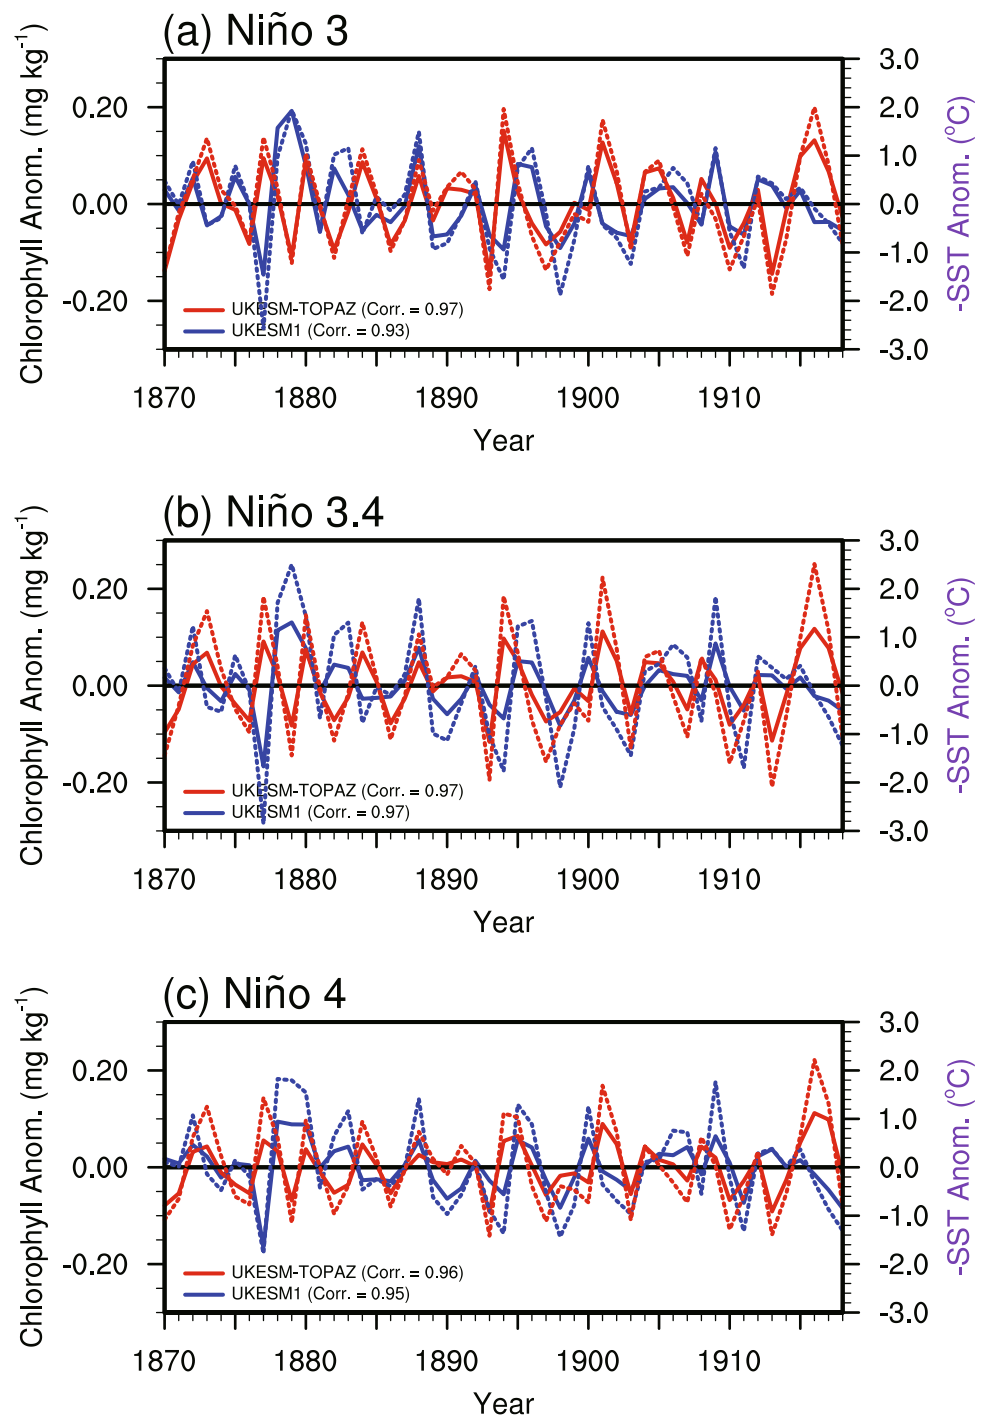 (a) Niño 3
Chlorophyll Anom. (mg kg⁻¹)
0.20
0.00
-0.20
3.0
2.0
1.0
0.0
-1.0
-2.0
-3.0
-SST Anom. (°C)
UKESM-TOPAZ (Corr. = 0.97)
UKESM1 (Corr. = 0.93)
1870 1880 1890 1900 1910
Year
(b) Niño 3.4
Chlorophyll Anom. (mg kg⁻¹)
0.20
0.00
-0.20
3.0
2.0
1.0
0.0
-1.0
-2.0
-3.0
-SST Anom. (°C)
UKESM-TOPAZ (Corr. = 0.97)
UKESM1 (Corr. = 0.97)
1870 1880 1890 1900 1910
Year
(c) Niño 4
Chlorophyll Anom. (mg kg⁻¹)
0.20
0.00
-0.20
3.0
2.0
1.0
0.0
-1.0
-2.0
-3.0
-SST Anom. (°C)
UKESM-TOPAZ (Corr. = 0.96)
UKESM1 (Corr. = 0.95)
1870 1880 1890 1900 1910
Year